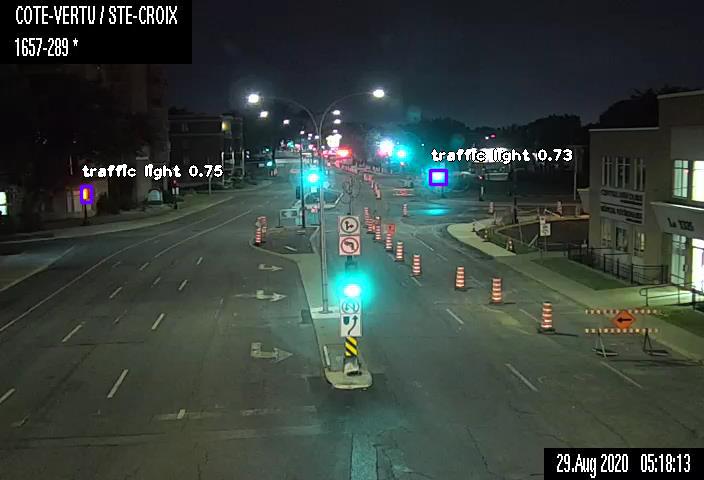 COTE-VERTU / STE-CROIX
1657-289 *
traffic light 0.75
traffic light 0.73
29.Aug 2020 05:18:13